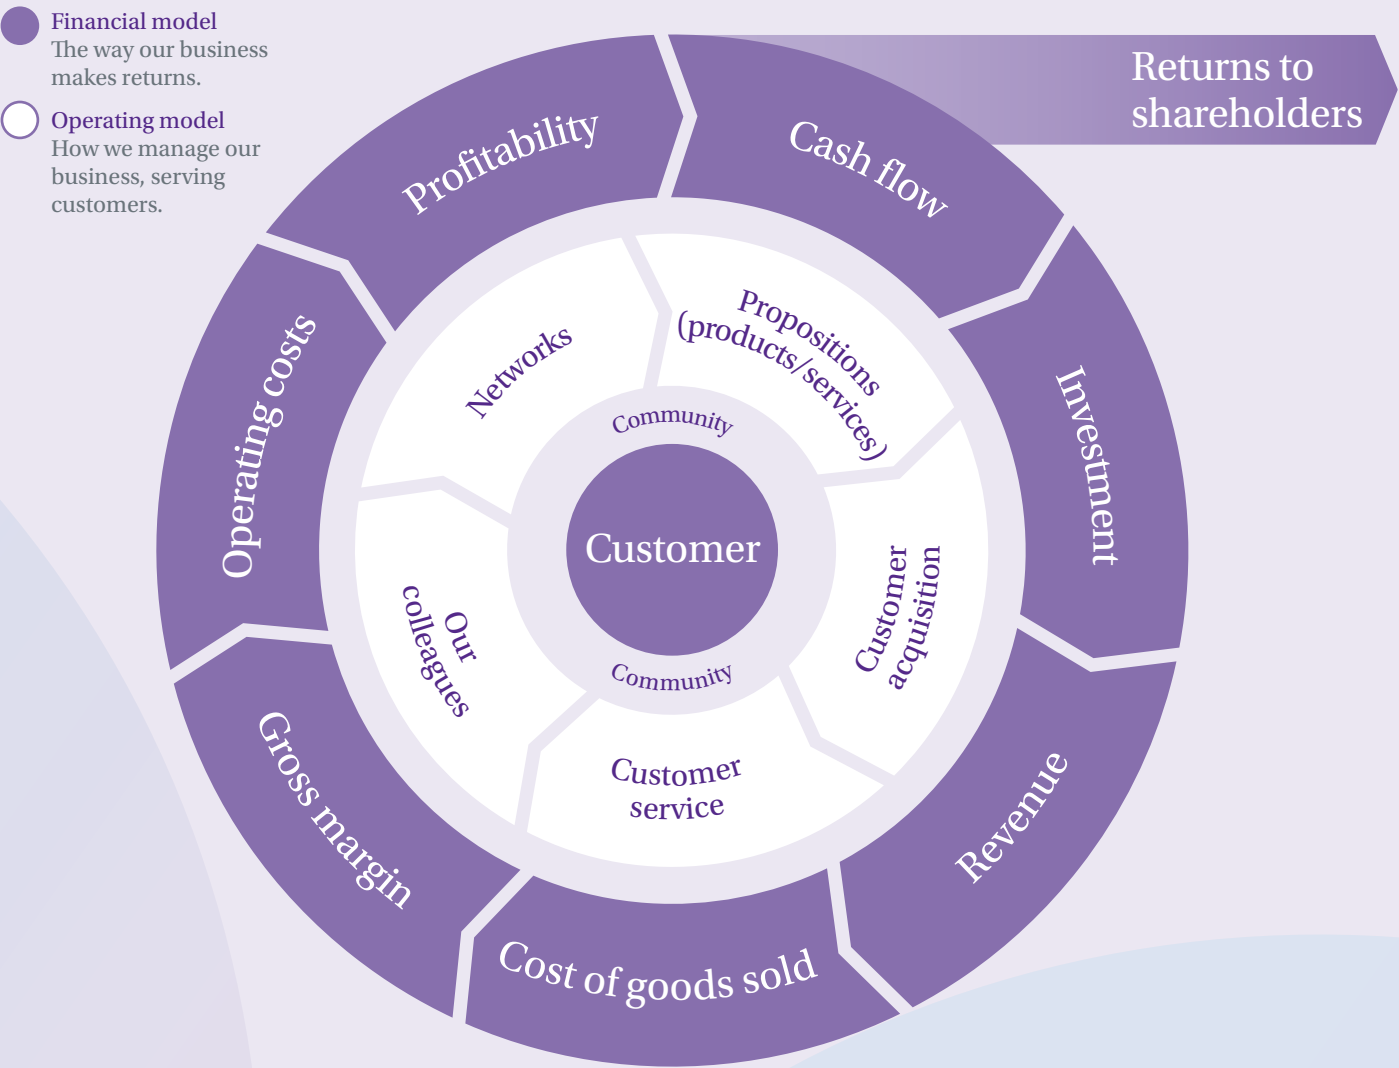 Financial model
The way our business
makes returns.
Operating model
How we manage our
business, serving
customers.
Returns to
shareholders
Profitability
Cash flow
Investment
Revenue
Cost of goods sold
Gross margin
Operating costs
Networks
Propositions
(products/services)
Customer
acquisition
Customer
service
Our
colleagues
Community
Customer
Community